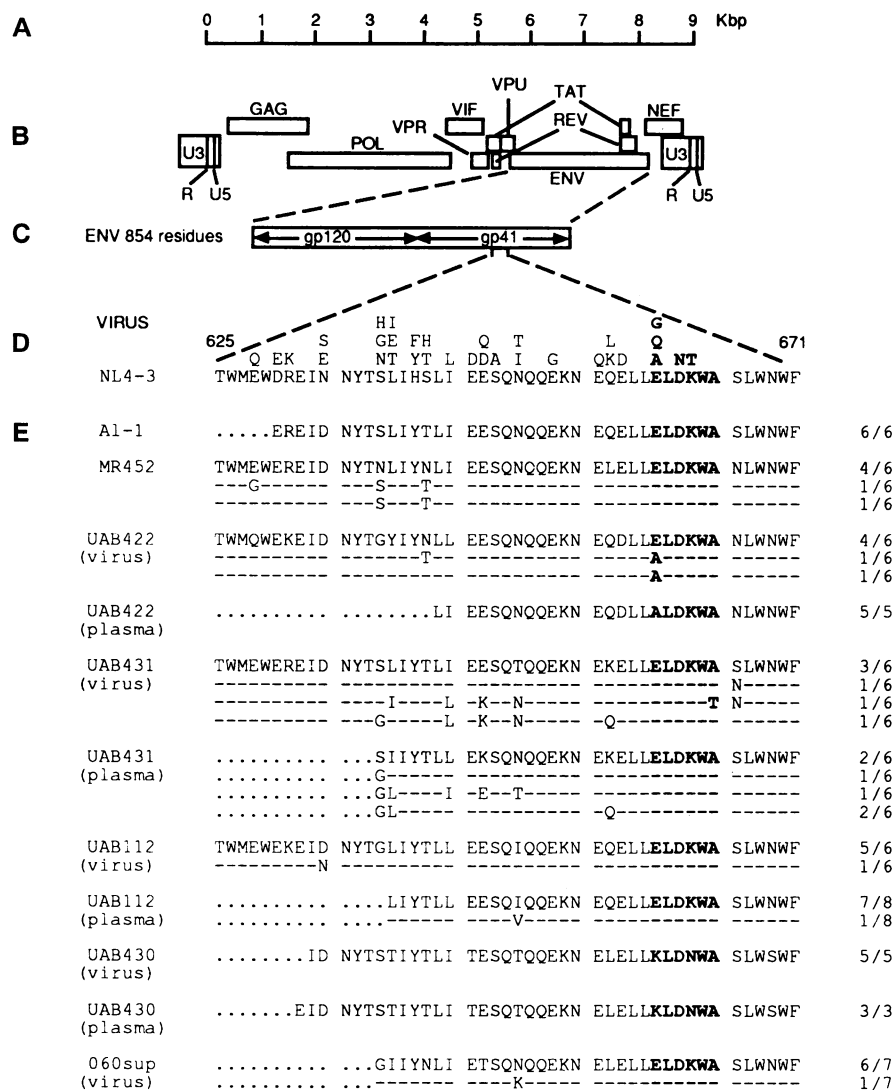 A
0 1 2 3 4 5 6 7 8 9 Kbp
B
VPU
GAG VIF TAT NEF
VPR REV
U3 POL U3
R U5 ENV R U5
C ENV 854 residues gp120 gp41
VIRUS HI G
D 625 S GE FH Q T L Q 671
Q EK E NT YT L DDA I G QKD A NT
NL4-3 TWMEWDREIN NYTSLIHSLI EESQNQQEKN EQELLELDKWA SLWNWF
E A1-1 .....EREID NYTSLIYTLI EESQNQQEKN EQELLELDKWA SLWNWF 6/6
MR452 TWMEWEREID NYTNLIYNLI EESQNQQEKN ELELLELDKWA NLWNWF 4/6
---G------ ---S---T-- ---------- ----------- ------ 1/6
---------- ---S---T-- ---------- ----------- ------ 1/6
UAB422 TWMQWEKEID NYTGYIYNLL EESQNQQEKN EQDLLELDKWA NLWNWF 4/6
(virus) ---------- -------T-- ---------- -----A----- ------ 1/6
---------- ---------- ---------- -----A----- ------ 1/6
UAB422 .......... ........LI EESQNQQEKN EQDLLALDKWA NLWNWF 5/5
(plasma)
UAB431 TWMEWEREID NYTSLIYTLI EESQTQQEKN EKELLELDKWA SLWNWF 3/6
(virus) ---------- ---------- ---------- ----------- N----- 1/6
---------- ----I----L --K--N---- ----------T N----- 1/6
---------- ---G-----L --K--N---- -Q--------- ------ 1/6
UAB431 .......... ...SIIYTLL EKSQNQQEKN EKELLELDKWA SLWNWF 2/6
(plasma) .......... ...G------ ---------- ----------- ------ 1/6
.......... ...GL----I -E--T----- ----------- ------ 1/6
.......... ...GL----- ---------- -Q--------- ------ 2/6
UAB112 TWMEWEKEID NYTGLIYTLL EESQIQQEKN EQELLELDKWA SLWNWF 5/6
(virus) ---------N ---------- ---------- ----------- ------ 1/6
UAB112 .......... ....LIYTLL EESQIQQEKN EQELLELDKWA SLWNWF 7/8
(plasma) .......... ....------ ----V----- ----------- ------ 1/8
UAB430 ........ID NYTSTIYTLI TESQTQQEKN ELELLKLDNWA SLWSWF 5/5
(virus)
UAB430 .......EID NYTSTIYTLI TESQTQQEKN ELELLKLDNWA SLWSWF 3/3
(plasma)
060sup .......... ...GIIYNLI ETSQNQQEKN ELELLELDKWA SLWNWF 6/7
(virus) .......... ...------- ----K----- ----------- ------ 1/7